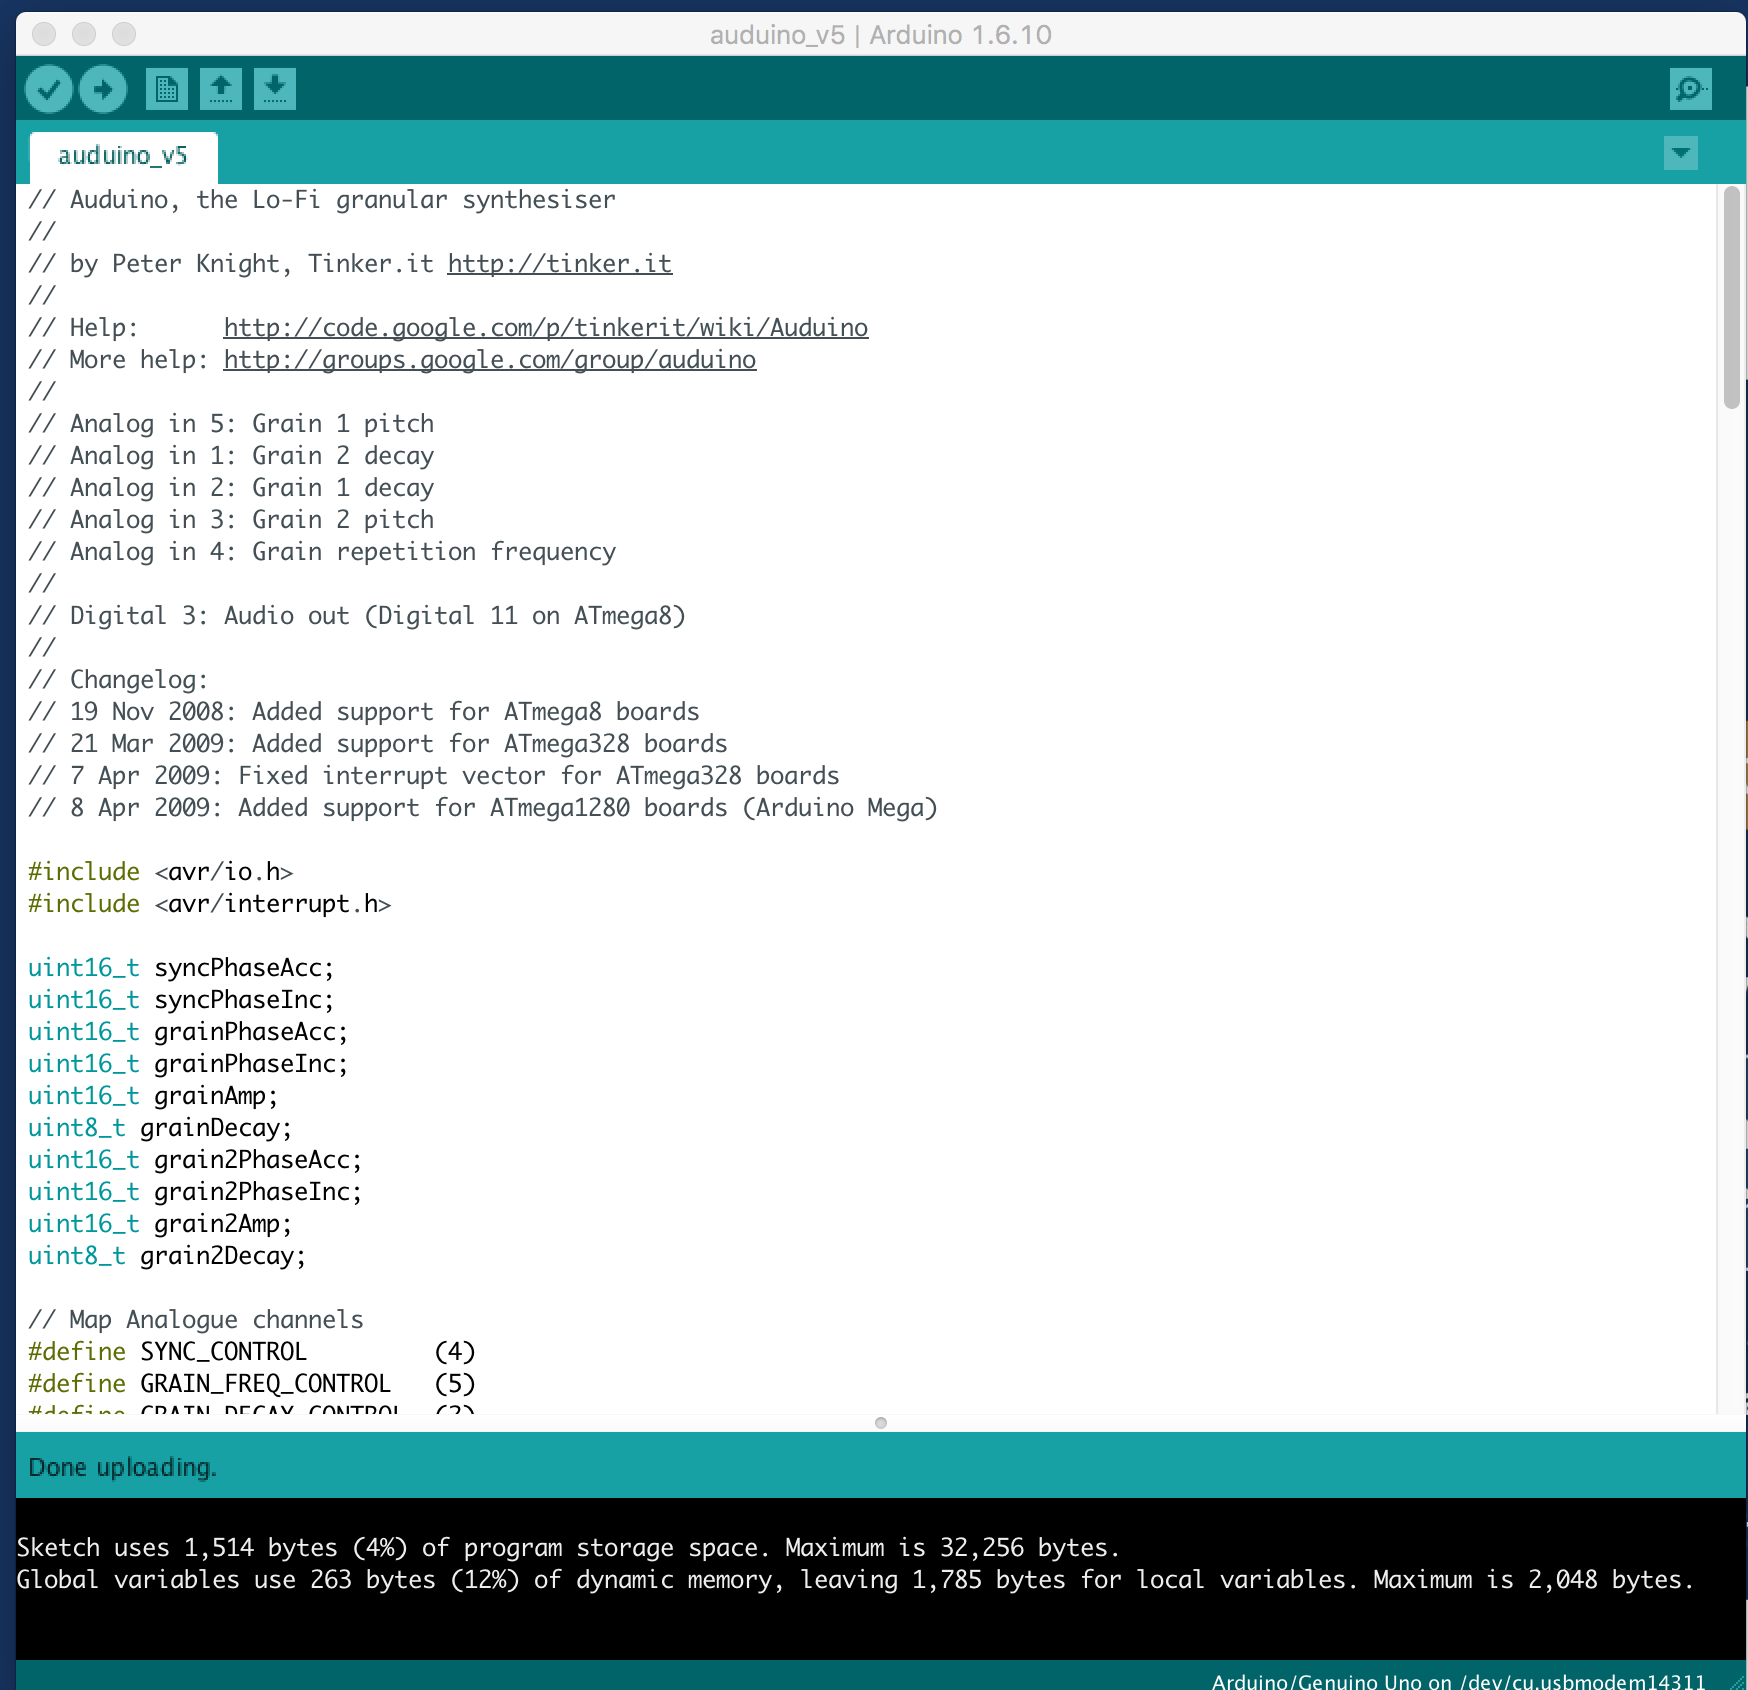 auduino_v5 | Arduino 1.6.10
auduino_v5
// Auduino, the Lo-Fi granular synthesiser
//
// by Peter Knight, Tinker.it http://tinker.it
//
// Help:      http://code.google.com/p/tinkerit/wiki/Auduino
// More help: http://groups.google.com/group/auduino
//
// Analog in 5: Grain 1 pitch
// Analog in 1: Grain 2 decay
// Analog in 2: Grain 1 decay
// Analog in 3: Grain 2 pitch
// Analog in 4: Grain repetition frequency
//
// Digital 3: Audio out (Digital 11 on ATmega8)
//
// Changelog:
// 19 Nov 2008: Added support for ATmega8 boards
// 21 Mar 2009: Added support for ATmega328 boards
// 7 Apr 2009: Fixed interrupt vector for ATmega328 boards
// 8 Apr 2009: Added support for ATmega1280 boards (Arduino Mega)
#include <avr/io.h>
#include <avr/interrupt.h>
uint16_t syncPhaseAcc;
uint16_t syncPhaseInc;
uint16_t grainPhaseAcc;
uint16_t grainPhaseInc;
uint16_t grainAmp;
uint8_t grainDecay;
uint16_t grain2PhaseAcc;
uint16_t grain2PhaseInc;
uint16_t grain2Amp;
uint8_t grain2Decay;
// Map Analogue channels
#define SYNC_CONTROL         (4)
#define GRAIN_FREQ_CONTROL   (5)
#define GRAIN_DECAY_CONTROL  (2)
Done uploading.
Sketch uses 1,514 bytes (4%) of program storage space. Maximum is 32,256 bytes.
Global variables use 263 bytes (12%) of dynamic memory, leaving 1,785 bytes for local variables. Maximum is 2,048 bytes.
Arduino/Genuino Uno on /dev/cu.usbmodem14311